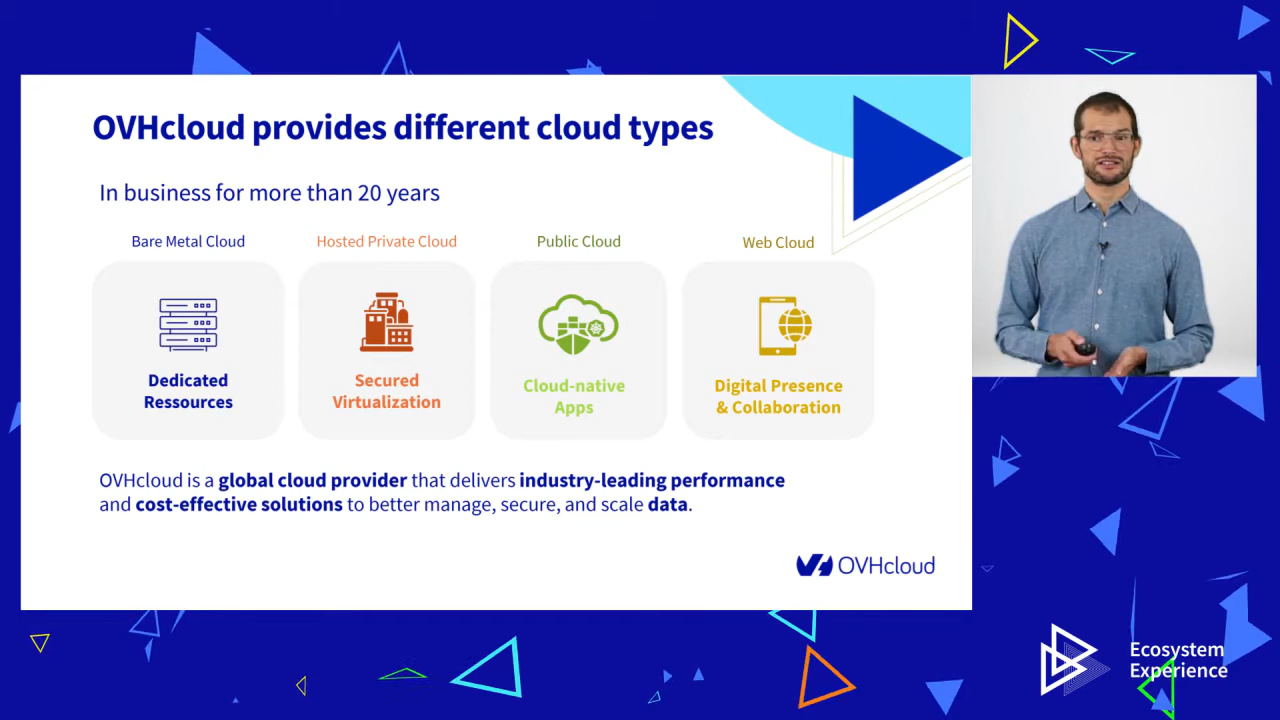 OVHcloud provides different cloud types
In business for more than 20 years
Bare Metal Cloud
Hosted Private Cloud
Public Cloud
Web Cloud
Dedicated
Ressources
Secured
Virtualization
Cloud-native
Apps
Digital Presence
& Collaboration
OVHcloud is a global cloud provider that delivers industry-leading performance
and cost-effective solutions to better manage, secure, and scale data.
OVHcloud
Ecosystem
Experience